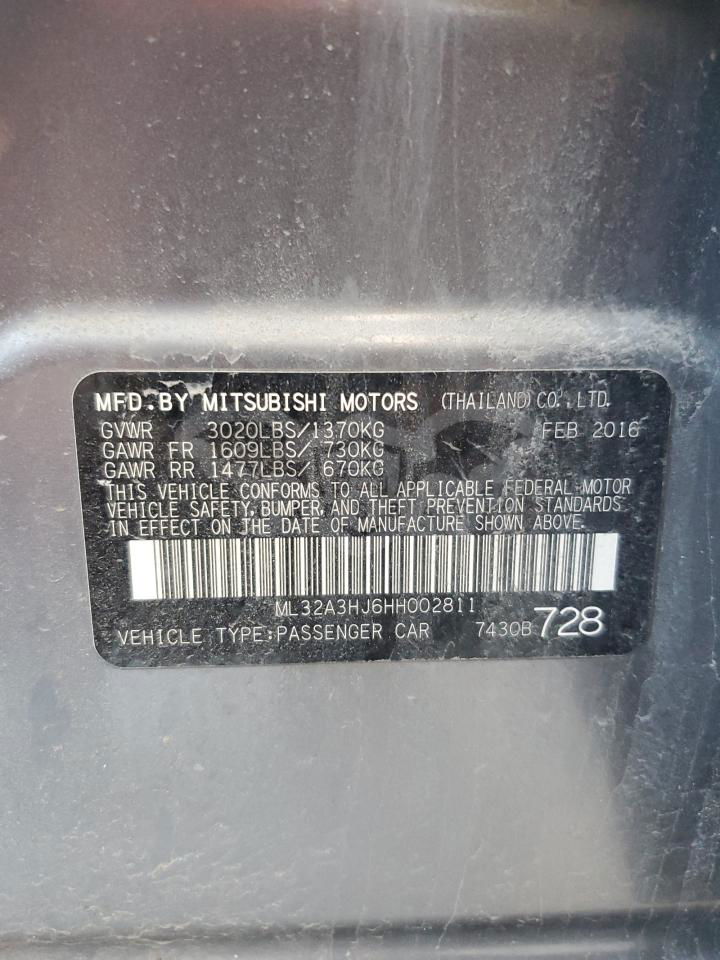 MFD.BY MITSUBISHI MOTORS (THAILAND)CO.,LTD.
GVWR 3020LBS/1370KG FEB 2016
GAWR FR 1609LBS/ 730KG
GAWR RR 1477LBS/ 670KG
THIS VEHICLE CONFORMS TO ALL APPLICABLE FEDERAL-MOTOR
VEHICLE SAFETY, BUMPER, AND THEFT PREVENTION STANDARDS
IN EFFECT ON THE DATE OF MANUFACTURE SHOWN ABOVE.
ML32A3HJ6HH002811
VEHICLE TYPE:PASSENGER CAR 7430B 728